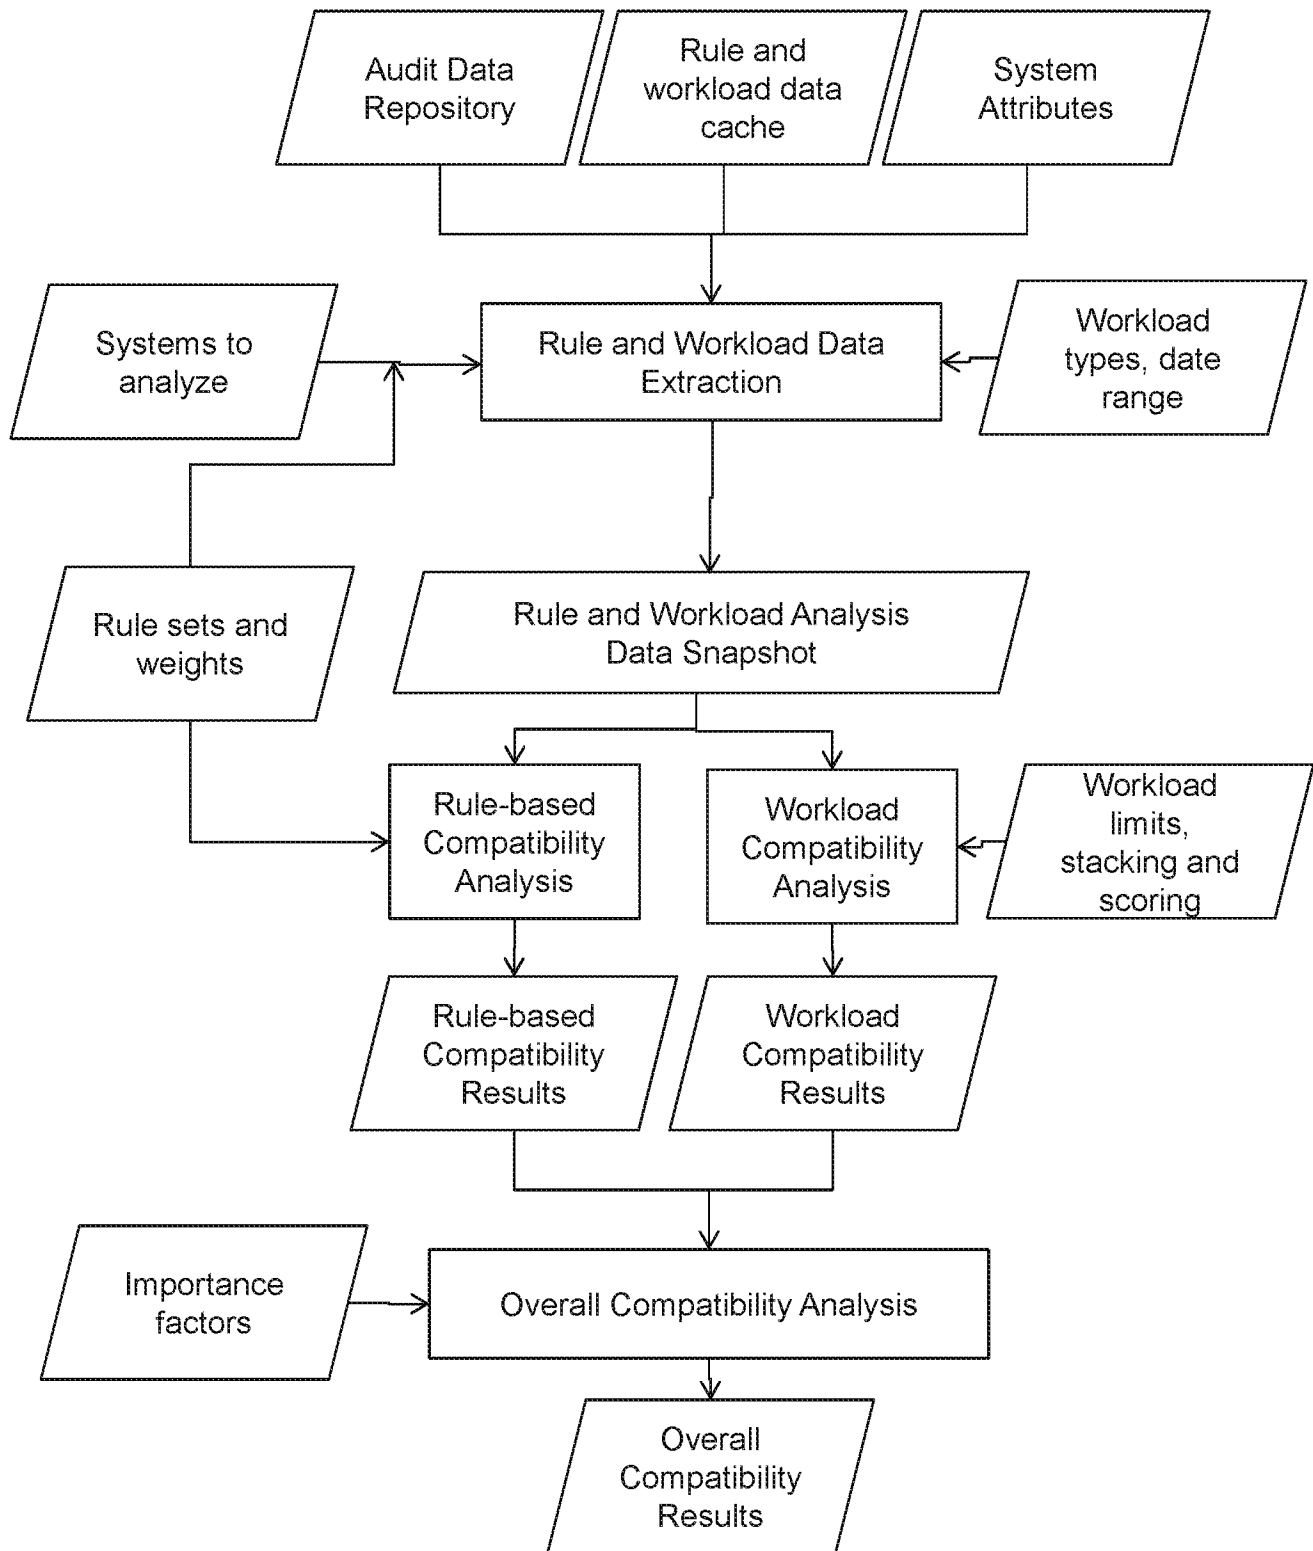 Audit Data
Repository
Rule and
workload data
cache
System
Attributes
Systems to
analyze
Rule and Workload Data
Extraction
Workload
types, date
range
Rule sets and
weights
Rule and Workload Analysis
Data Snapshot
Rule-based
Compatibility
Analysis
Workload
Compatibility
Analysis
Workload
limits,
stacking and
scoring
Rule-based
Compatibility
Results
Workload
Compatibility
Results
Importance
factors
Overall Compatibility Analysis
Overall
Compatibility
Results